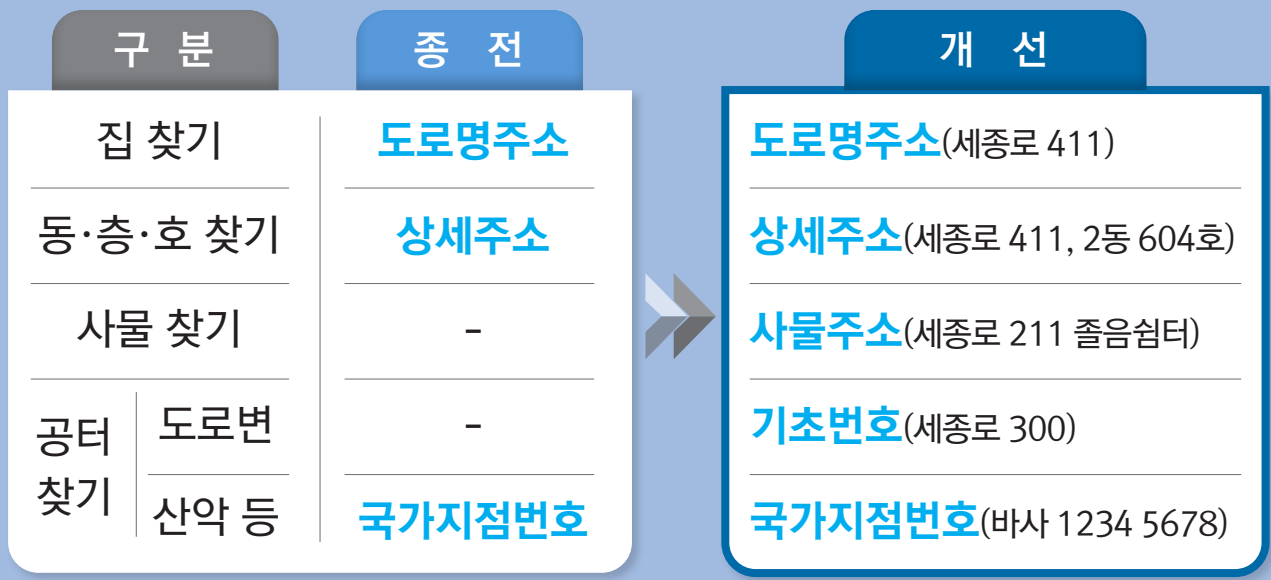 구 분 종 전 개 선
집 찾기 도로명주소 도로명주소(세종로 411)
동·층·호 찾기 상세주소 상세주소(세종로 411, 2동 604호)
사물 찾기 - 사물주소(세종로 211 졸음쉼터)
공터 찾기 도로변 - 기초번호(세종로 300)
산악 등 국가지점번호 국가지점번호(바사 1234 5678)